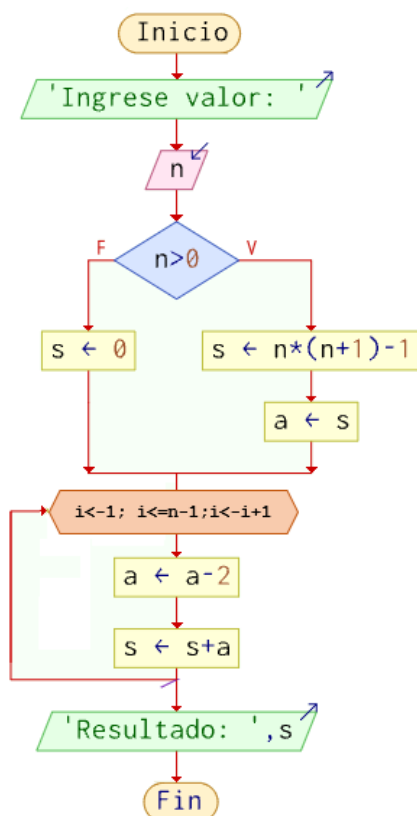 Inicio
'Ingrese valor: '
n
F
V
n>0
s ← 0
s ← n*(n+1)-1
a ← s
i<-1; i<=n-1;i<-i+1
a ← a-2
s ← s+a
'Resultado: ',s
Fin